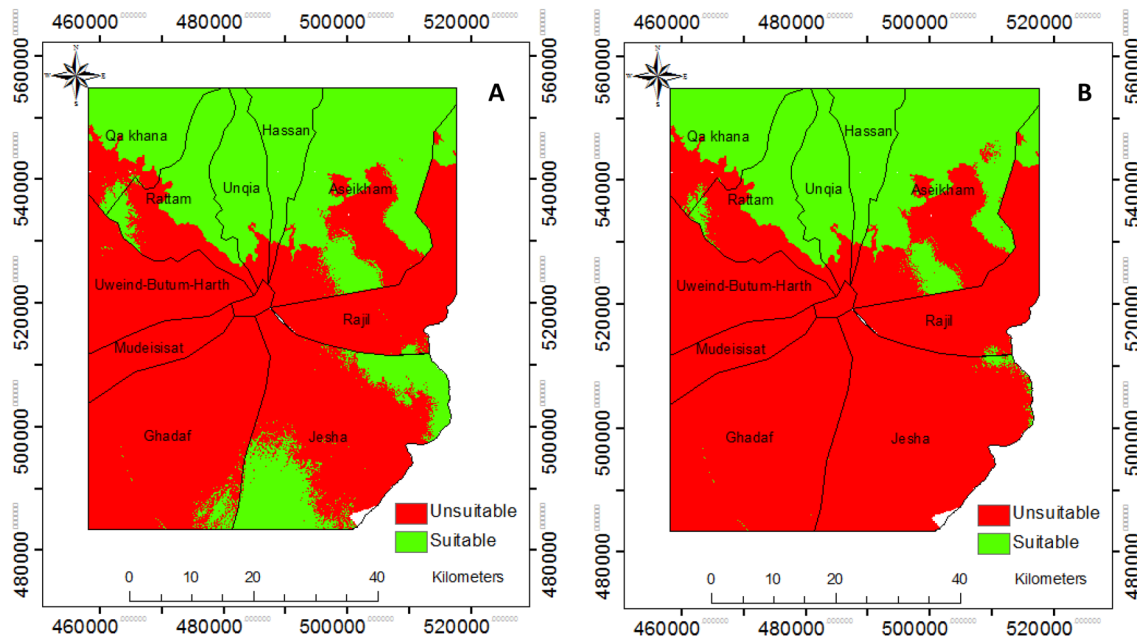 460000 480000 500000 520000
460000 480000 500000 520000
560000
540000
520000
500000
480000
A
N
W E
S
Qa khana
Hassan
Unqia
Rattam
Aseikham
Uweind-Butum-Harth
Rajil
Mudeisisat
Ghadaf
Jesha
Unsuitable
Suitable
0 10 20 40 Kilometers
560000
540000
520000
500000
480000
460000 480000 500000 520000
560000
540000
520000
500000
480000
B
N
W E
S
Qa khana
Hassan
Unqia
Rattam
Aseikham
Uweind-Butum-Harth
Rajil
Mudeisisat
Ghadaf
Jesha
Unsuitable
Suitable
0 10 20 40 Kilometers
560000
540000
520000
500000
480000
460000 480000 500000 520000